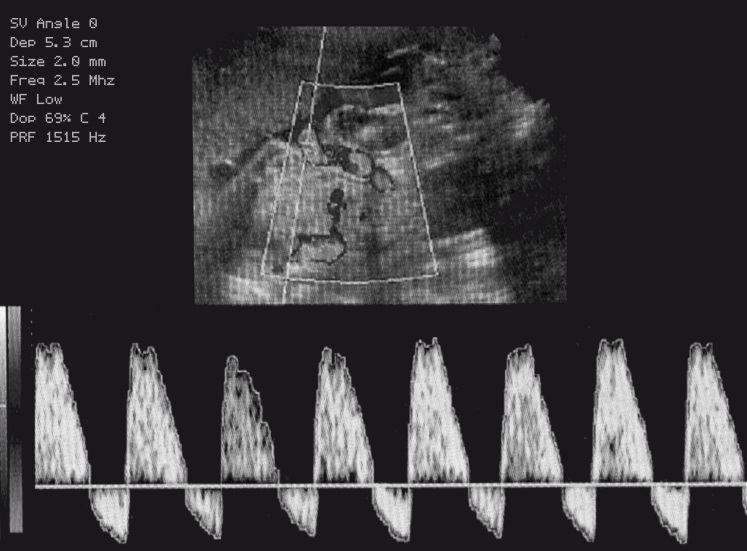 SV Angle 0
Dep 5.3 cm
Size 2.0 mm
Freq 2.5 Mhz
WF Low
Dop 69% C 4
PRF 1515 Hz